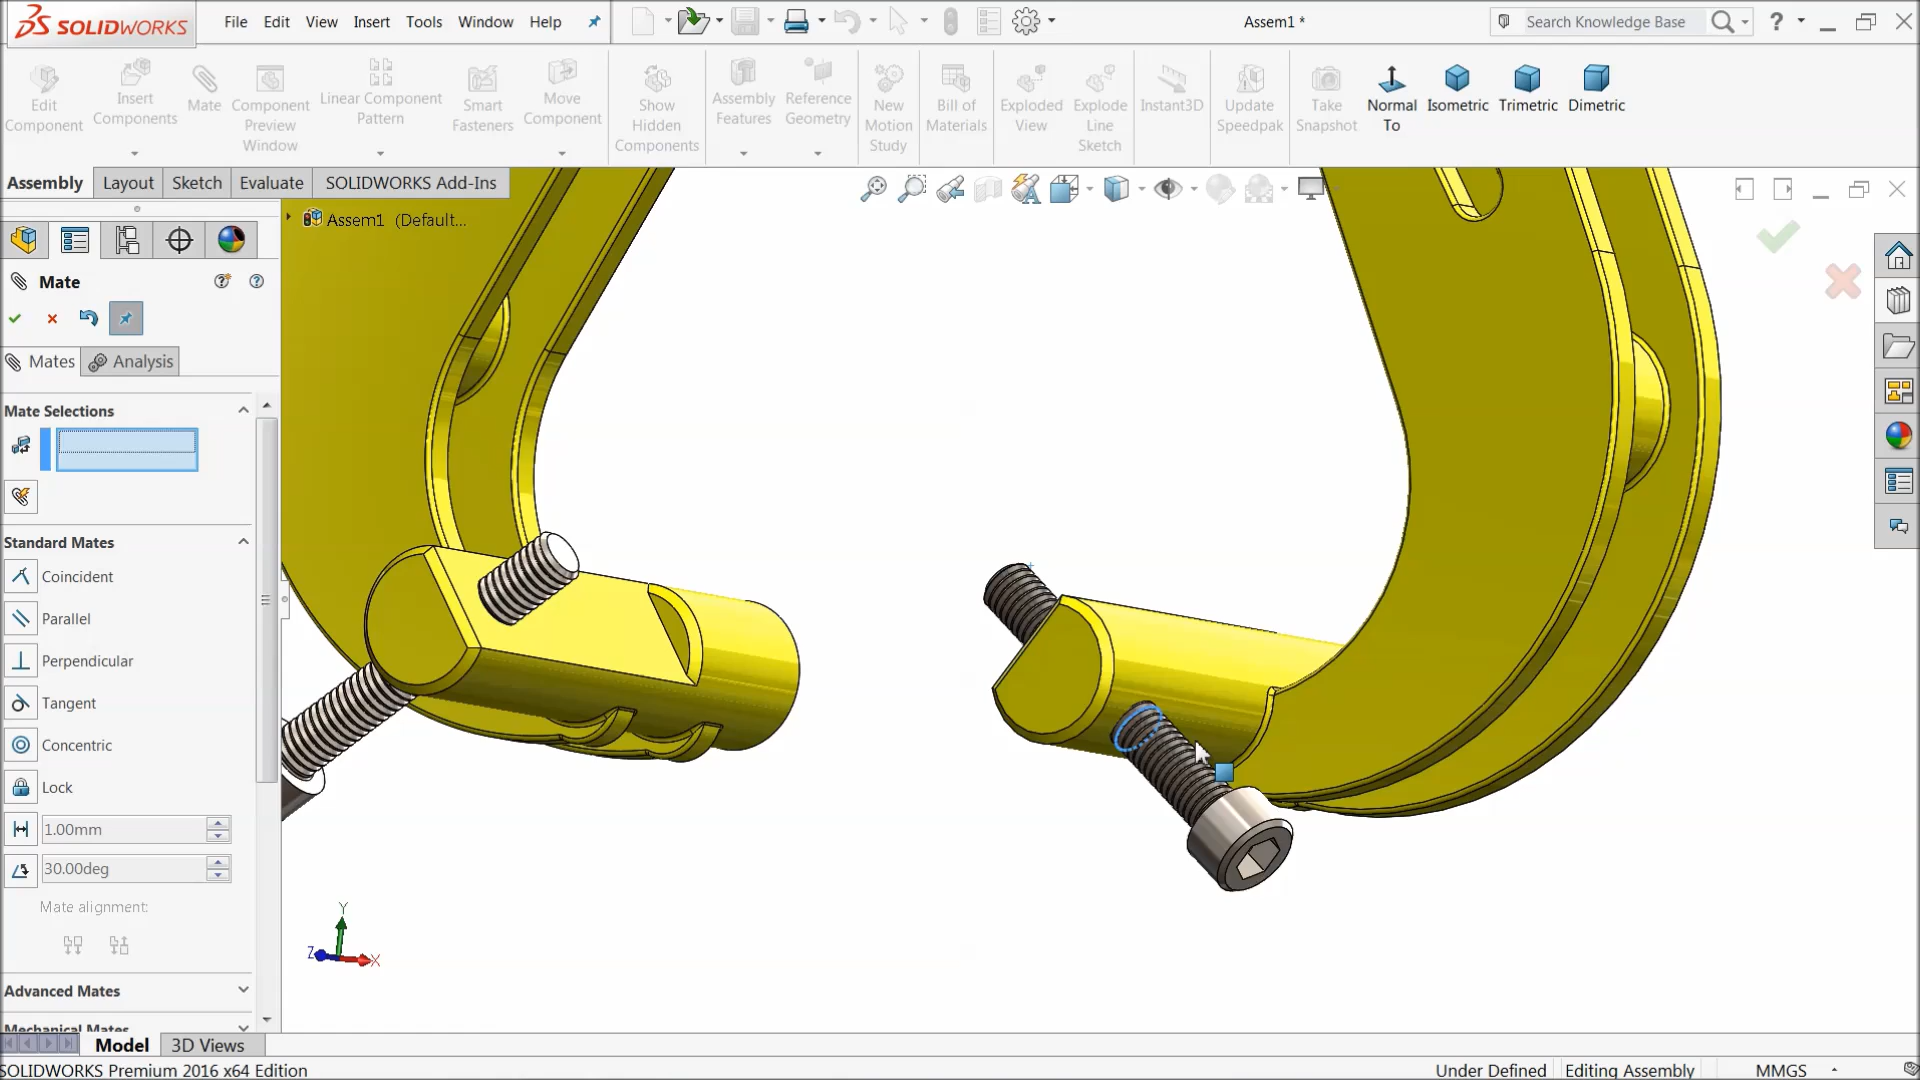 SOLIDWORKS File Edit View Insert Tools Window Help Assem1 * Search Knowledge Base ?
Edit Component
Insert Components
Mate
Component Preview Window
Linear Component Pattern
Smart Fasteners
Move Component
Show Hidden Components
Assembly Features
Reference Geometry
New Motion Study
Bill of Materials
Exploded View
Explode Line Sketch
Instant3D
Update Speedpak
Take Snapshot
Normal To
Isometric
Trimetric
Dimetric
Assembly Layout Sketch Evaluate SOLIDWORKS Add-Ins
Assem1 (Default...
Mate
Mates Analysis
Mate Selections
Standard Mates
Coincident
Parallel
Perpendicular
Tangent
Concentric
Lock
1.00mm
30.00deg
Mate alignment:
Advanced Mates
Mechanical Mates
Y
Z X
Model 3D Views
SOLIDWORKS Premium 2016 x64 Edition Under Defined Editing Assembly MMGS